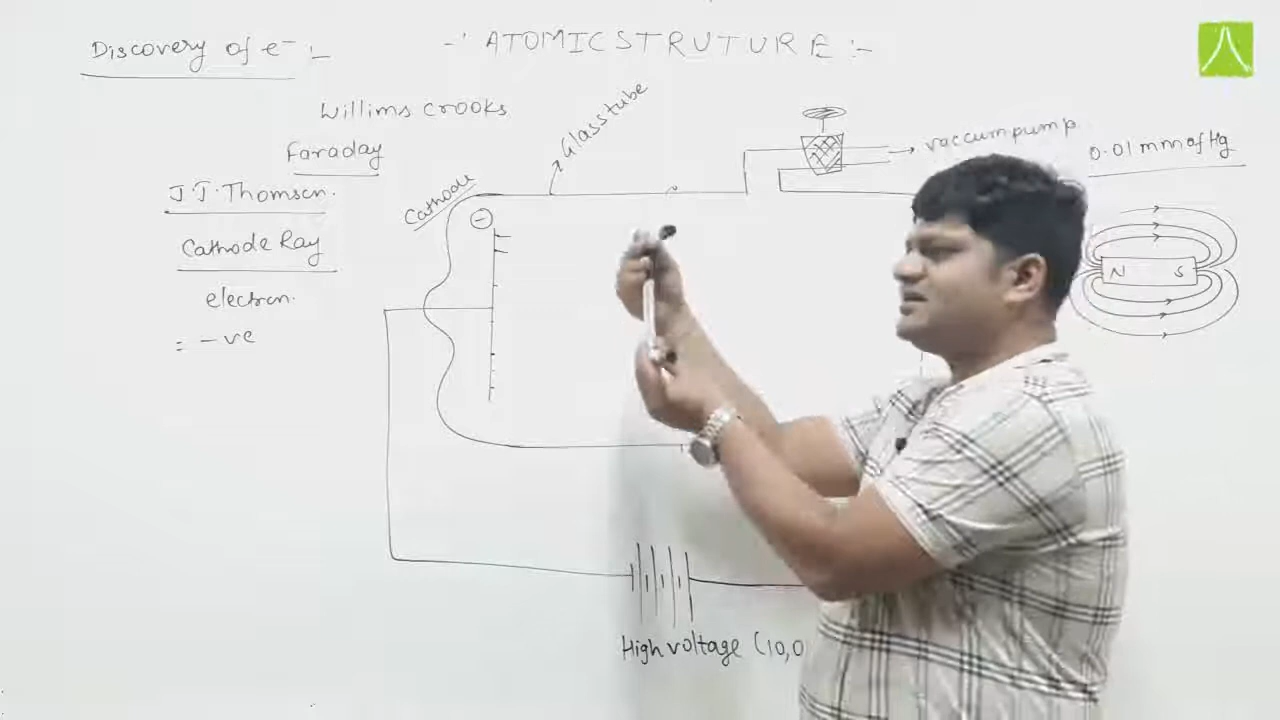 Discovery of e⁻ :-
-: ATOMIC STRUTURE :-
Willims crooks
Faraday
J.J. Thomson.
Cathode Ray
electron.
= -ve
Cathode
-
Glass tube
vaccum pump
0.01 mm of Hg
N S
High voltage (10,0